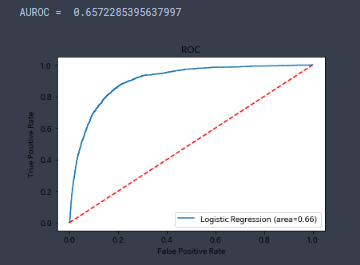 AUROC = 0.6572285395637997
ROC
1.0
0.8
0.6
0.4
0.2
0.0
True Positive Rate
Logistic Regression (area=0.66)
0.0 0.2 0.4 0.6 0.8 1.0
False Positive Rate